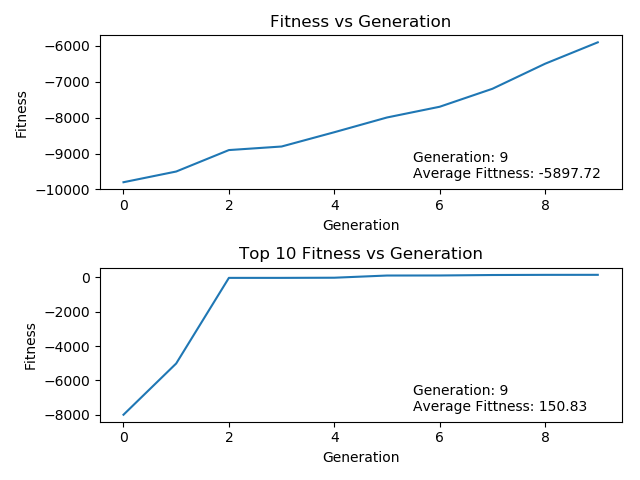 Fitness vs Generation
−6000
−7000
−8000
−9000
−10000
Fitness
Generation: 9
Average Fittness: -5897.72
0 2 4 6 8
Generation
Top 10 Fitness vs Generation
0
−2000
−4000
−6000
−8000
Fitness
Generation: 9
Average Fittness: 150.83
0 2 4 6 8
Generation